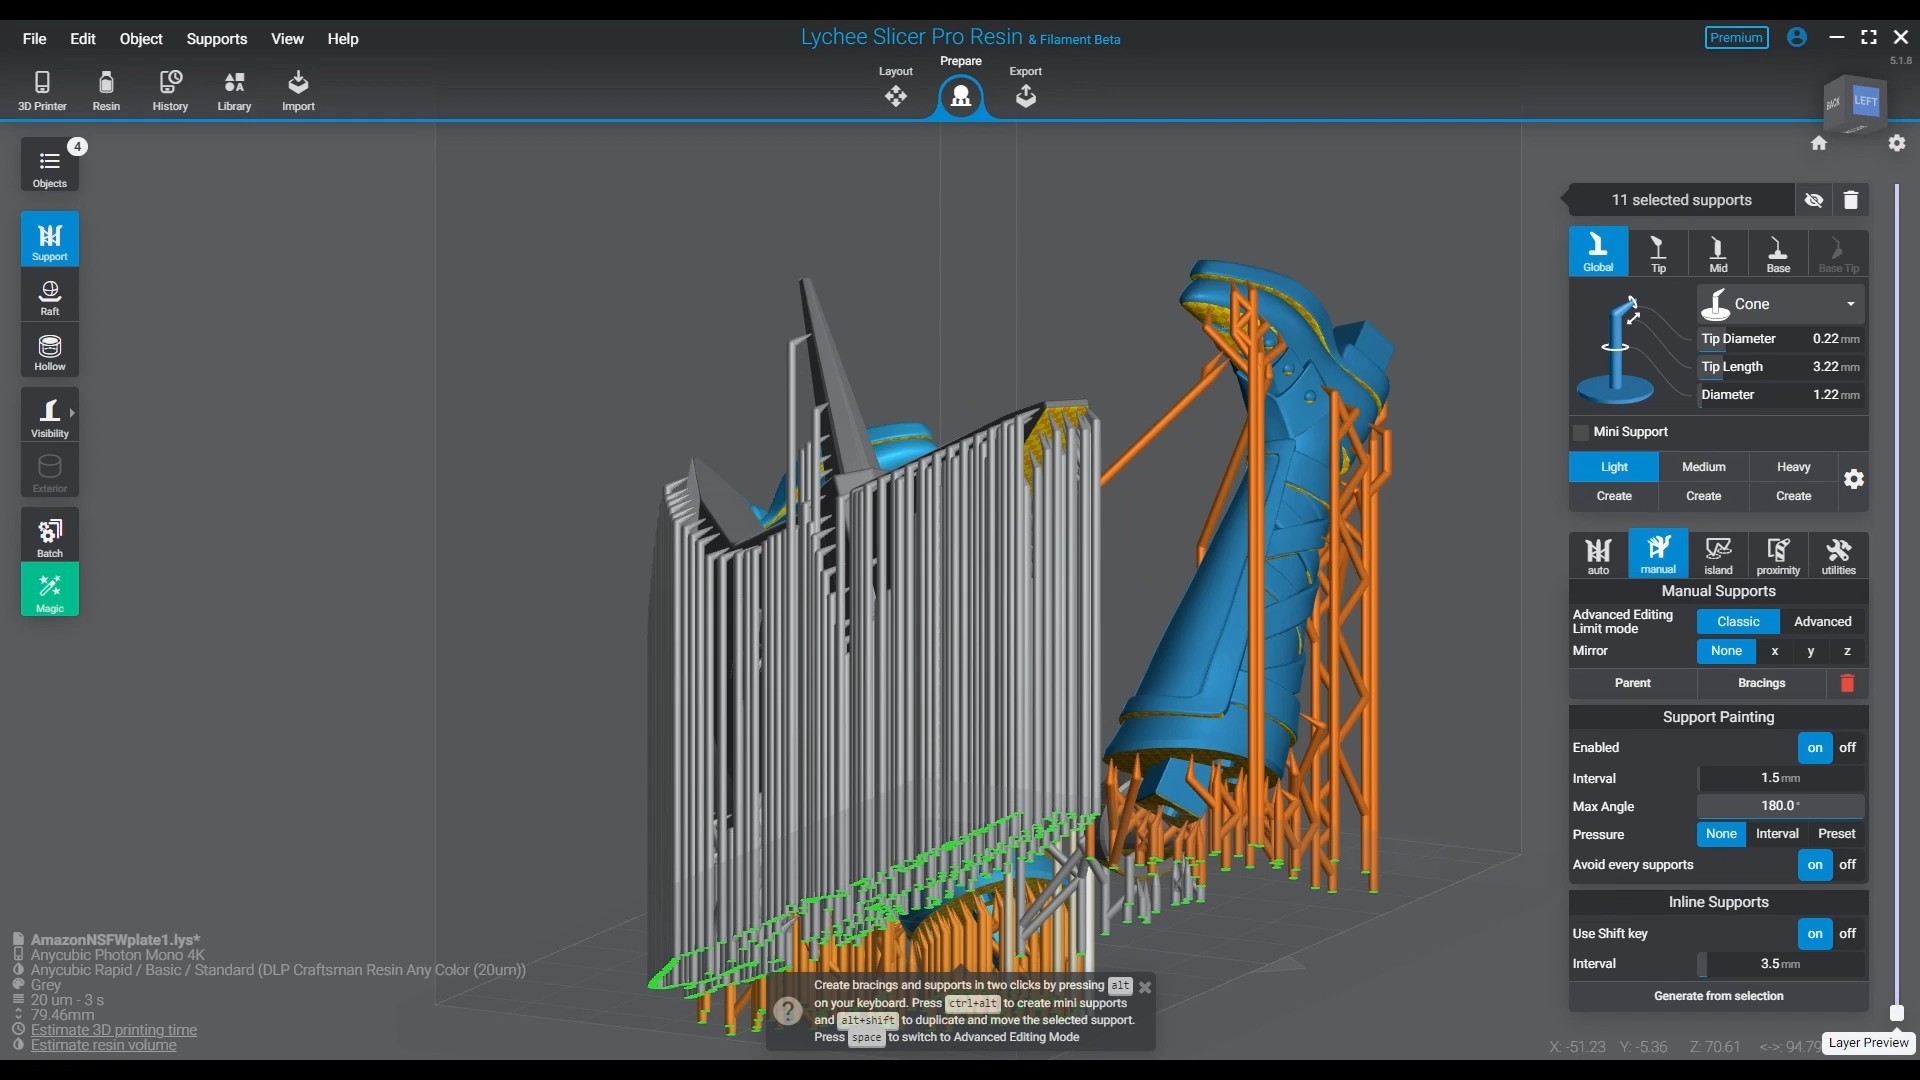 File Edit Object Supports View Help
Lychee Slicer Pro Resin & Filament Beta
Premium
5.1.8
3D Printer Resin History Library Import
Layout Prepare Export
BACK LEFT
Objects 4
Support
Raft
Hollow
Visibility
Exterior
Batch
Magic
11 selected supports
Global Tip Mid Base Base Tip
Cone
Tip Diameter 0.22 mm
Tip Length 3.22 mm
Diameter 1.22 mm
Mini Support
Light Medium Heavy
Create Create Create
auto manual island proximity utilities
Manual Supports
Advanced Editing
Limit mode Classic Advanced
Mirror None x y z
Parent Bracings
Support Painting
Enabled on off
Interval 1.5 mm
Max Angle 180.0 °
Pressure None Interval Preset
Avoid every supports on off
Inline Supports
Use Shift key on off
Interval 3.5 mm
Generate from selection
AmazonNSFWplate1.lys*
Anycubic Photon Mono 4K
Anycubic Rapid / Basic / Standard (DLP Craftsman Resin Any Color (20um))
Grey
20 um - 3 s
79.46mm
Estimate 3D printing time
Estimate resin volume
Create bracings and supports in two clicks by pressing alt
on your keyboard. Press ctrl+alt to create mini supports
and alt+shift to duplicate and move the selected support.
Press space to switch to Advanced Editing Mode
X: -51.23 Y: -5.36 Z: 70.61 <->: 94.79
Layer Preview